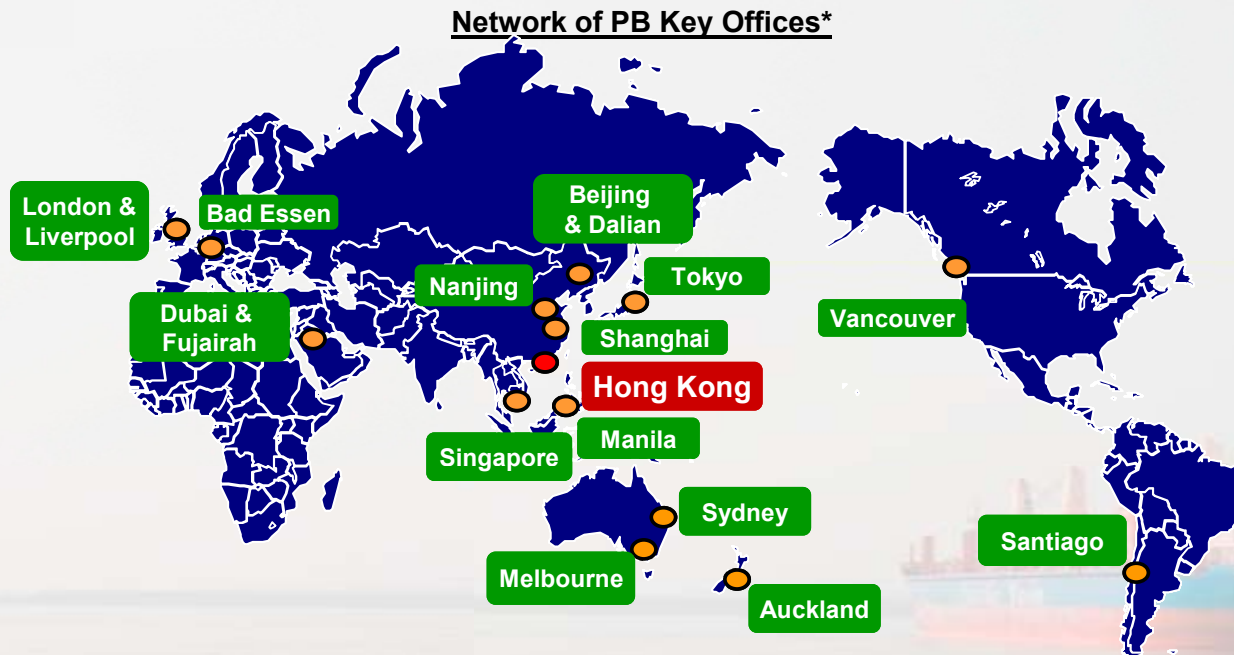 Network of PB Key Offices*
London &
Liverpool
Bad Essen
Beijing
& Dalian
Nanjing
Tokyo
Dubai &
Fujairah
Shanghai
Vancouver
Hong Kong
Manila
Singapore
Sydney
Santiago
Melbourne
Auckland